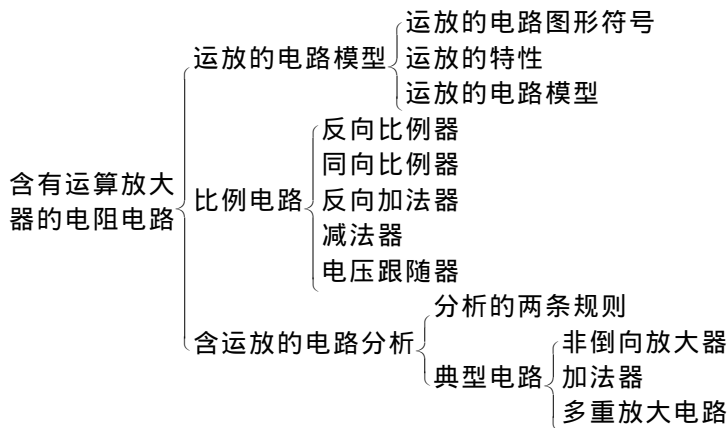 含有运算放大
器的电阻电路
运放的电路模型
运放的电路图形符号
运放的特性
运放的电路模型
比例电路
反向比例器
同向比例器
反向加法器
减法器
电压跟随器
含运放的电路分析
分析的两条规则
典型电路
非倒向放大器
加法器
多重放大电路